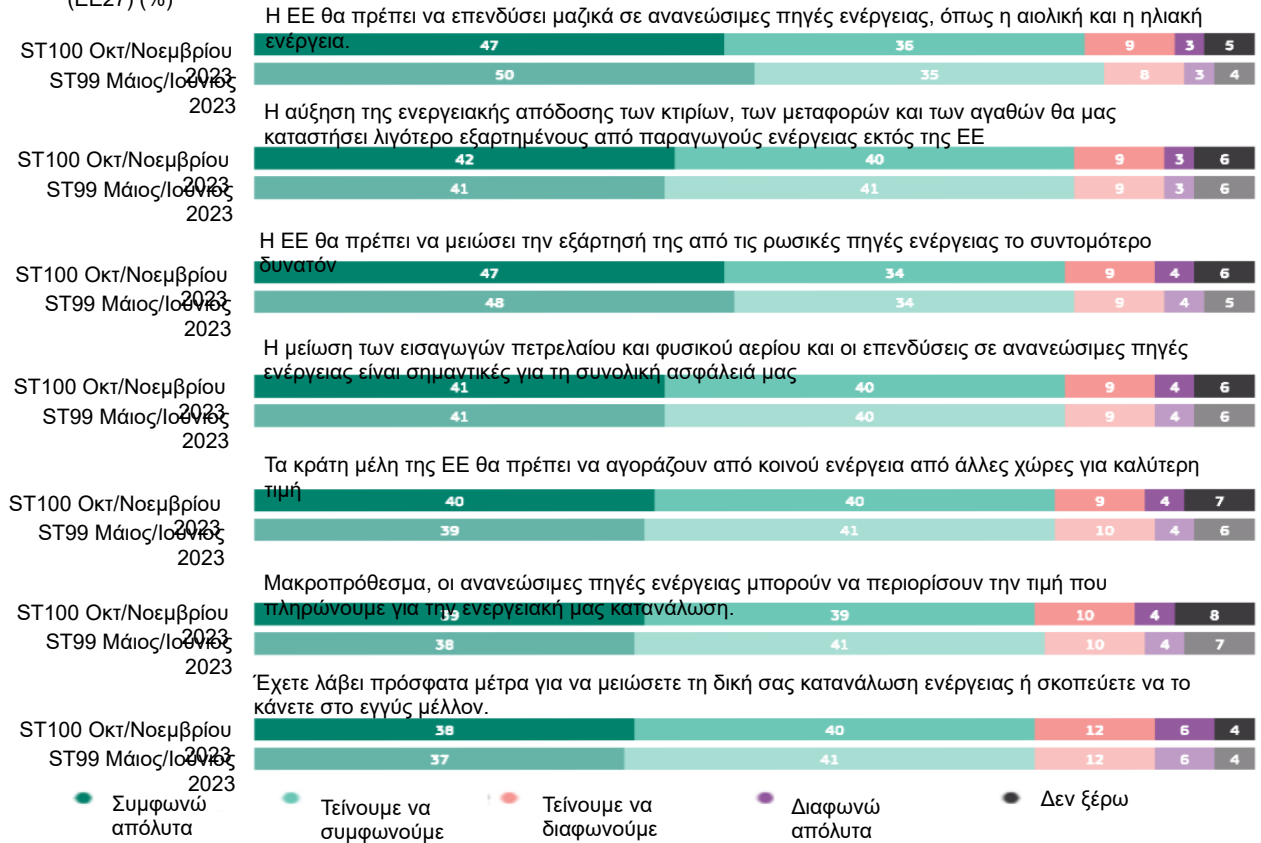 (ΕΕ27) (%)
Η ΕΕ θα πρέπει να επενδύσει μαζικά σε ανανεώσιμες πηγές ενέργειας, όπως η αιολική και η ηλιακή
ενέργεια.
ST100 Οκτ/Νοεμβρίου
2023
47 36 9 3 5
ST99 Μάιος/Ιούνιος
2023
50 35 8 3 4
Η αύξηση της ενεργειακής απόδοσης των κτιρίων, των μεταφορών και των αγαθών θα μας
καταστήσει λιγότερο εξαρτημένους από παραγωγούς ενέργειας εκτός της ΕΕ
ST100 Οκτ/Νοεμβρίου
2023
42 40 9 3 6
ST99 Μάιος/Ιούνιος
2023
41 41 9 3 6
Η ΕΕ θα πρέπει να μειώσει την εξάρτησή της από τις ρωσικές πηγές ενέργειας το συντομότερο
δυνατόν
ST100 Οκτ/Νοεμβρίου
2023
47 34 9 4 6
ST99 Μάιος/Ιούνιος
2023
48 34 9 4 5
Η μείωση των εισαγωγών πετρελαίου και φυσικού αερίου και οι επενδύσεις σε ανανεώσιμες πηγές
ενέργειας είναι σημαντικές για τη συνολική ασφάλειά μας
ST100 Οκτ/Νοεμβρίου
2023
41 40 9 4 6
ST99 Μάιος/Ιούνιος
2023
41 40 9 4 6
Τα κράτη μέλη της ΕΕ θα πρέπει να αγοράζουν από κοινού ενέργεια από άλλες χώρες για καλύτερη
τιμή
ST100 Οκτ/Νοεμβρίου
2023
40 40 9 4 7
ST99 Μάιος/Ιούνιος
2023
39 41 10 4 6
Μακροπρόθεσμα, οι ανανεώσιμες πηγές ενέργειας μπορούν να περιορίσουν την τιμή που
πληρώνουμε για την ενεργειακή μας κατανάλωση.
ST100 Οκτ/Νοεμβρίου
2023
39 39 10 4 8
ST99 Μάιος/Ιούνιος
2023
38 41 10 4 7
Έχετε λάβει πρόσφατα μέτρα για να μειώσετε τη δική σας κατανάλωση ενέργειας ή σκοπεύετε να το
κάνετε στο εγγύς μέλλον.
ST100 Οκτ/Νοεμβρίου
2023
38 40 12 6 4
ST99 Μάιος/Ιούνιος
2023
37 41 12 6 4
Συμφωνώ
απόλυτα
Τείνουμε να
συμφωνούμε
Τείνουμε να
διαφωνούμε
Διαφωνώ
απόλυτα
Δεν ξέρω